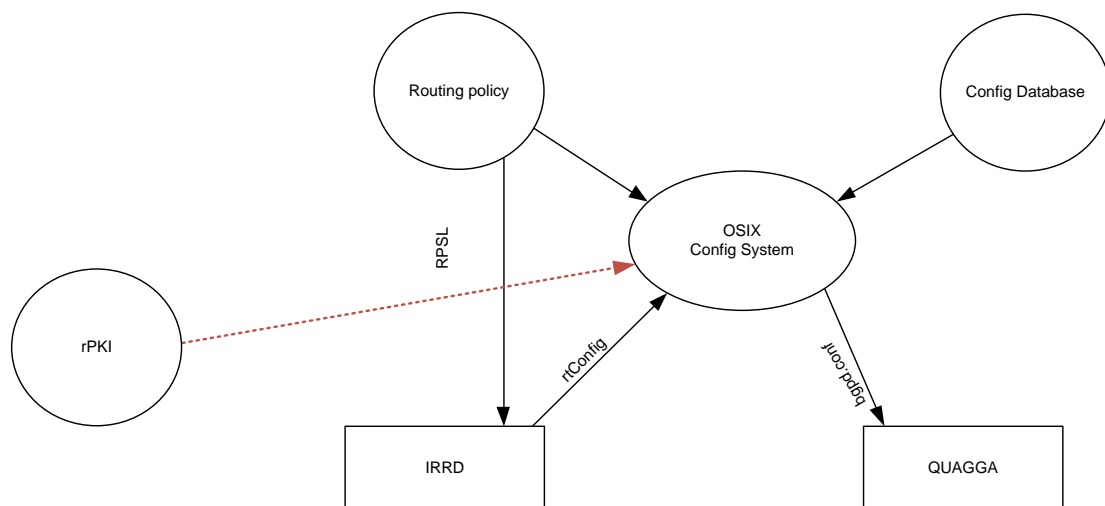 Routing policy
Config Database
OSIX
Config System
RPSL
rPKI
rtConfig
bgpd.conf
IRRD
QUAGGA